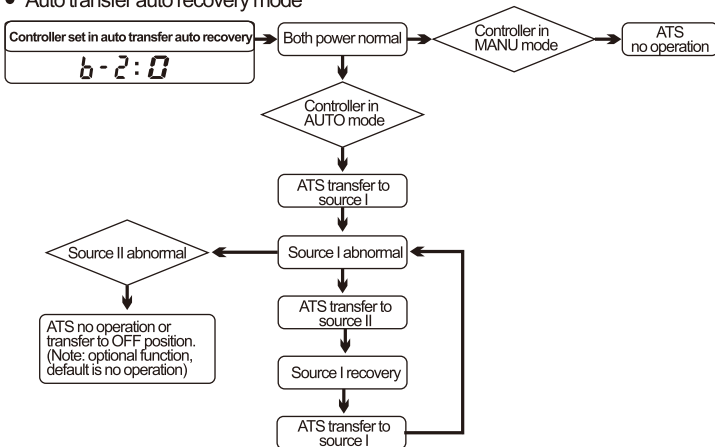 • Auto transfer auto recovery mode
Controller set in auto transfer auto recovery
b-2:0
Both power normal
Controller in
MANU mode
ATS
no operation
Controller in
AUTO mode
ATS transfer to
source I
Source I abnormal
Source II abnormal
ATS no operation or
transfer to OFF position.
(Note: optional function,
default is no operation)
ATS transfer to
source II
Source I recovery
ATS transfer to
source I